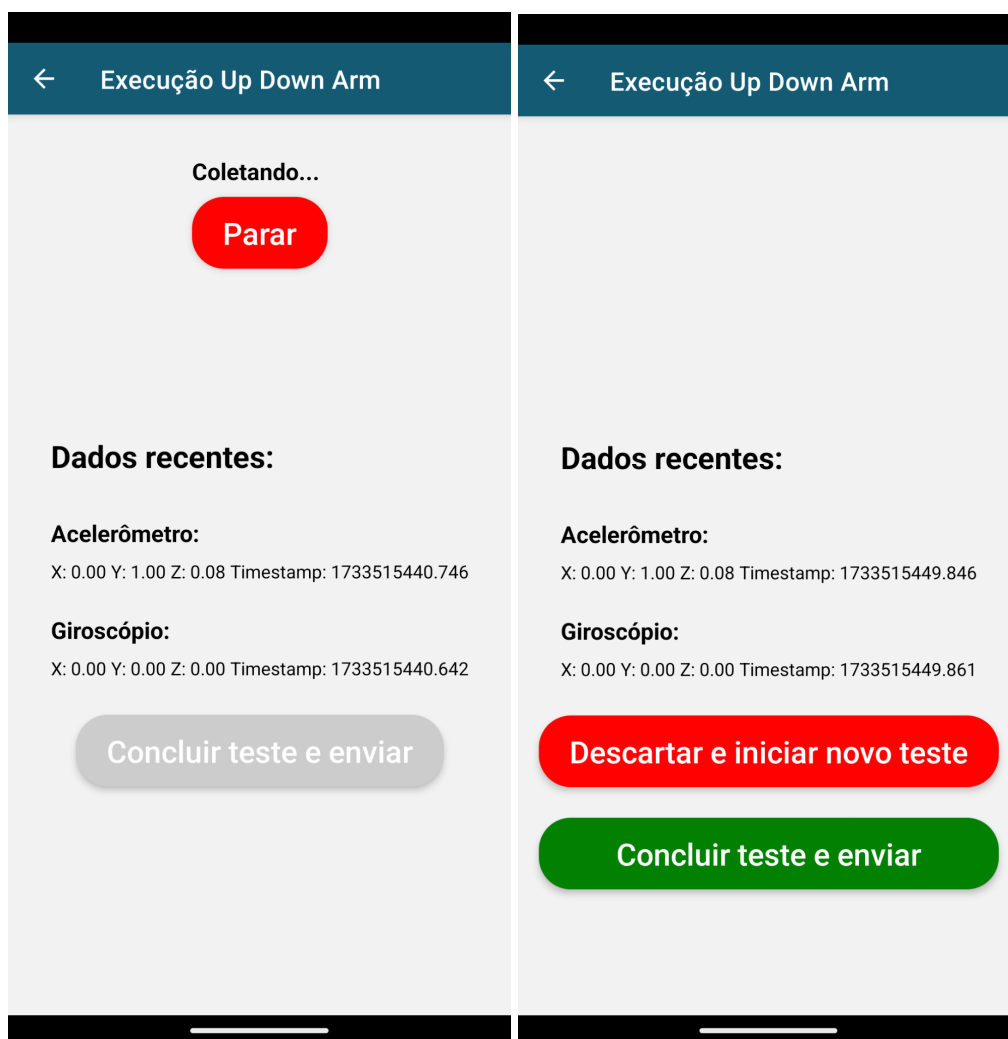 Execução Up Down Arm
Coletando...
Parar
Dados recentes:
Acelerômetro:
X: 0.00 Y: 1.00 Z: 0.08 Timestamp: 1733515440.746
Giroscópio:
X: 0.00 Y: 0.00 Z: 0.00 Timestamp: 1733515440.642
Concluir teste e enviar
Execução Up Down Arm
Dados recentes:
Acelerômetro:
X: 0.00 Y: 1.00 Z: 0.08 Timestamp: 1733515449.846
Giroscópio:
X: 0.00 Y: 0.00 Z: 0.00 Timestamp: 1733515449.861
Descartar e iniciar novo teste
Concluir teste e enviar